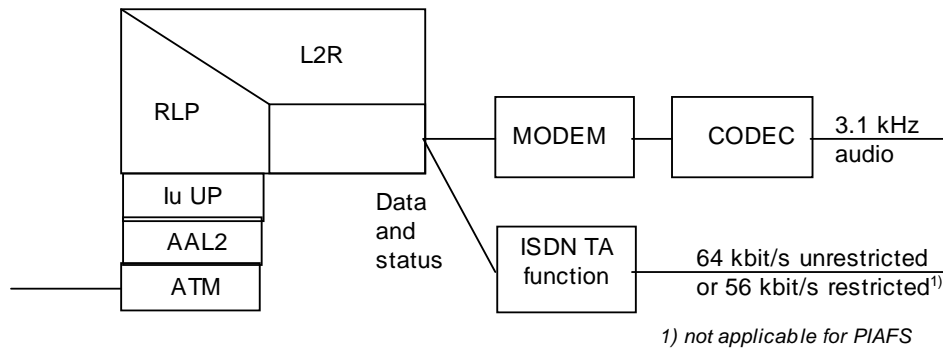 L2R
RLP
MODEM
CODEC
3.1 kHz
audio
Iu UP
AAL2
ATM
Data
and
status
ISDN TA
function
64 kbit/s unrestricted
or 56 kbit/s restricted1)
1) not applicable for PIAFS